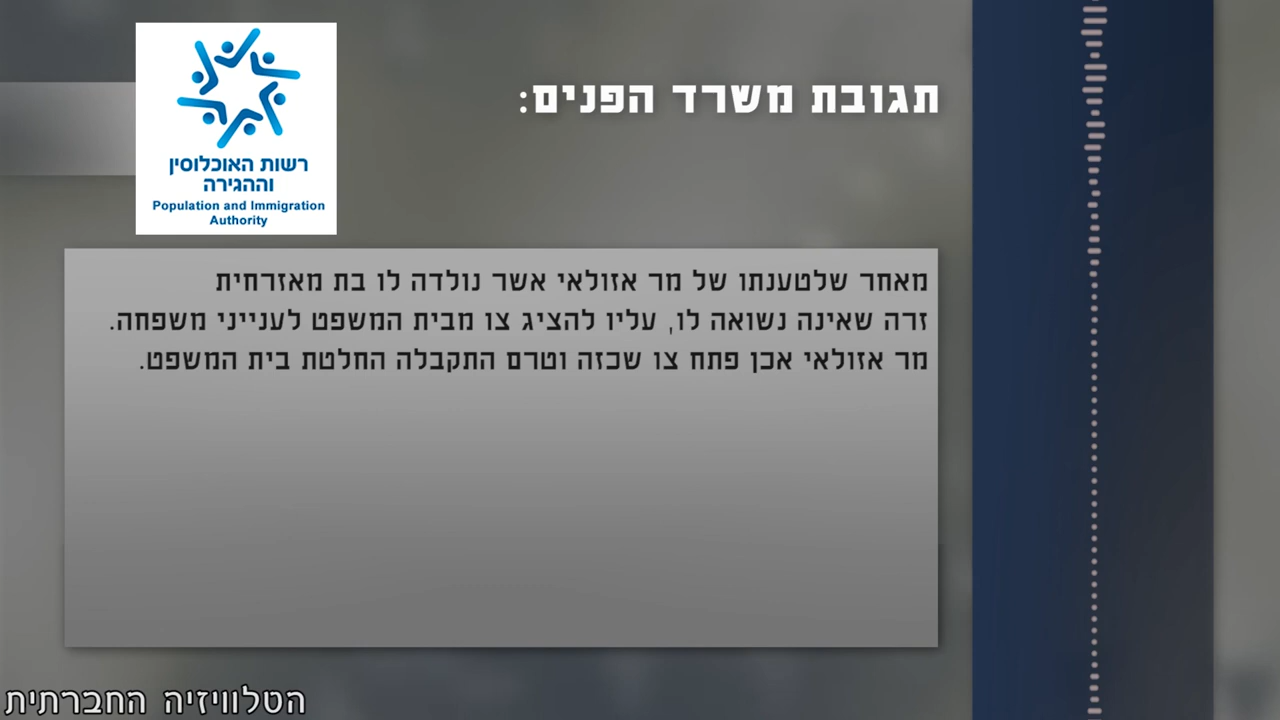 תגובת משרד הפנים:
רשות האוכלוסין
וההגירה
Population and Immigration
Authority
מאחר שלטענתו של מר אזולאי אשר נולדה לו בת מאזרחית
זרה שאינה נשואה לו, עליו להציג צו מבית המשפט לענייני משפחה.
מר אזולאי אכן פתח צו שכזה וטרם התקבלה החלטת בית המשפט.
הטלוויזיה החברתית